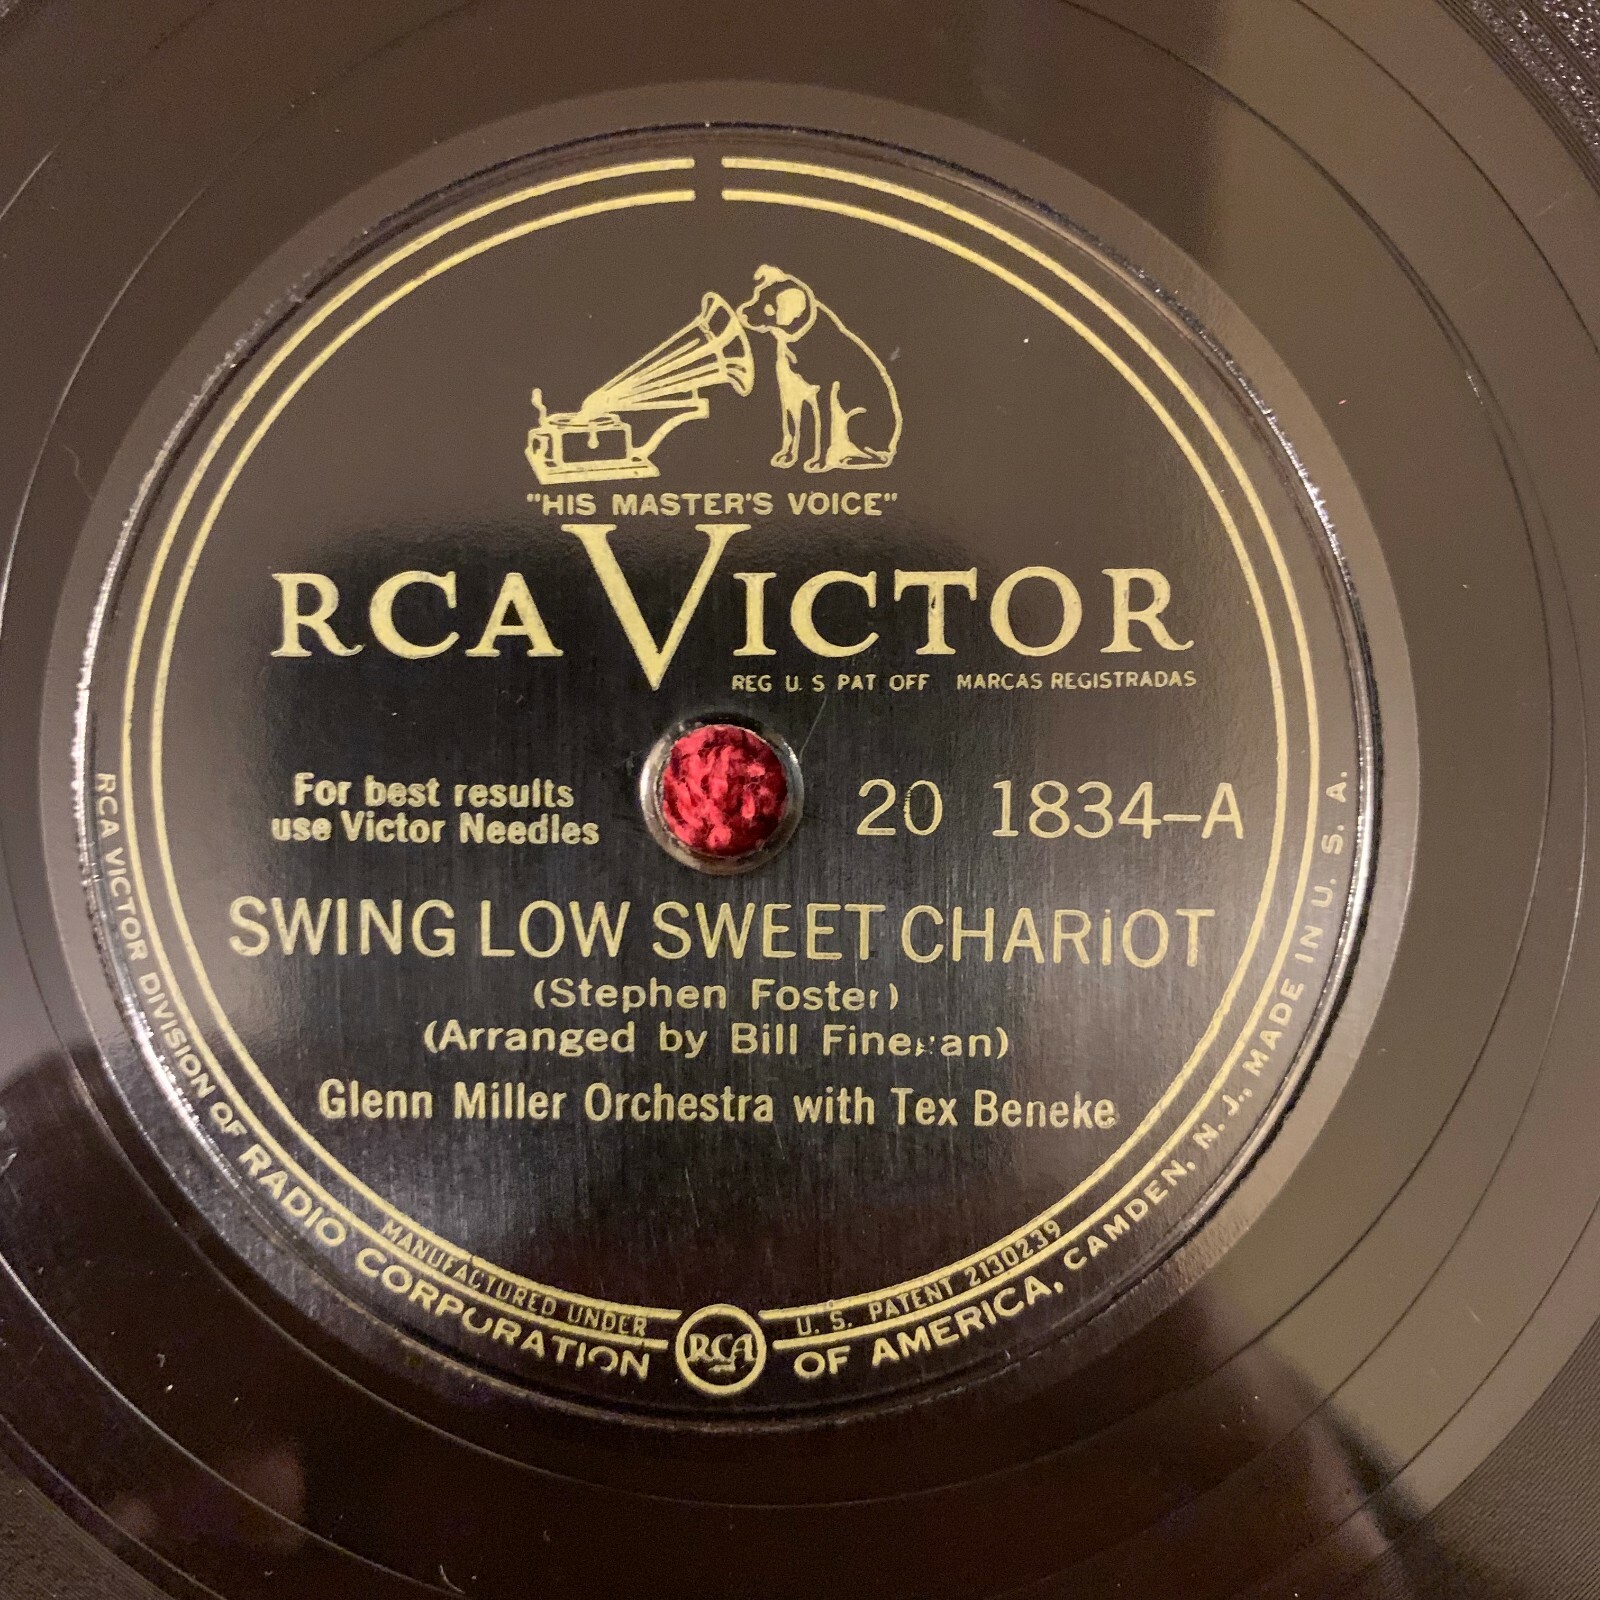 "HIS MASTER'S VOICE"
RCA VICTOR
REG U. S PAT OFF MARCAS REGISTRADAS
For best results
use Victor Needles
20 1834-A
SWING LOW SWEET CHARIOT
(Stephen Foster)
(Arranged by Bill Finegan)
Glenn Miller Orchestra with Tex Beneke
MANUFACTURED UNDER U. S. PATENT 2130239
RCA VICTOR DIVISION OF RADIO CORPORATION OF AMERICA, CAMDEN, N. J., MADE IN U. S. A.
RCA